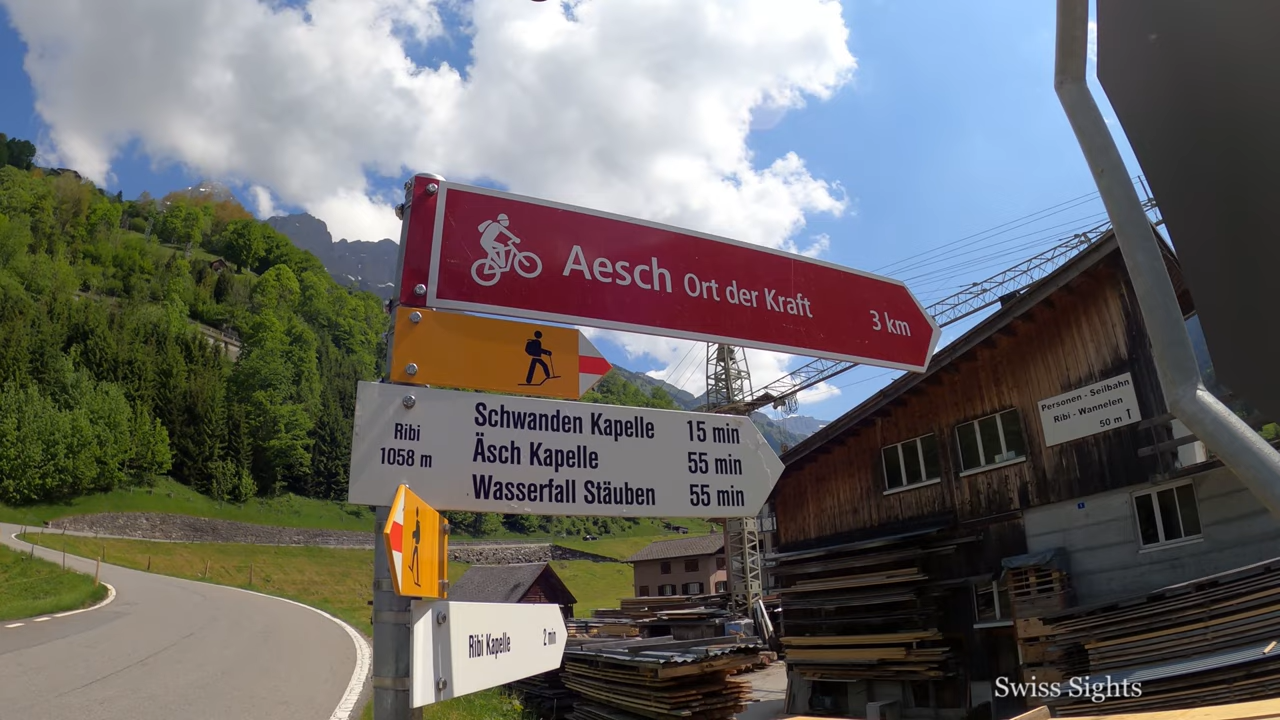 Aesch Ort der Kraft 3 km
Ribi
1058 m
Schwanden Kapelle 15 min
Äsch Kapelle 55 min
Wasserfall Stäuben 55 min
Ribi Kapelle 2 min
Personen - Seilbahn
Ribi - Wannelen
50 m
Swiss Sights